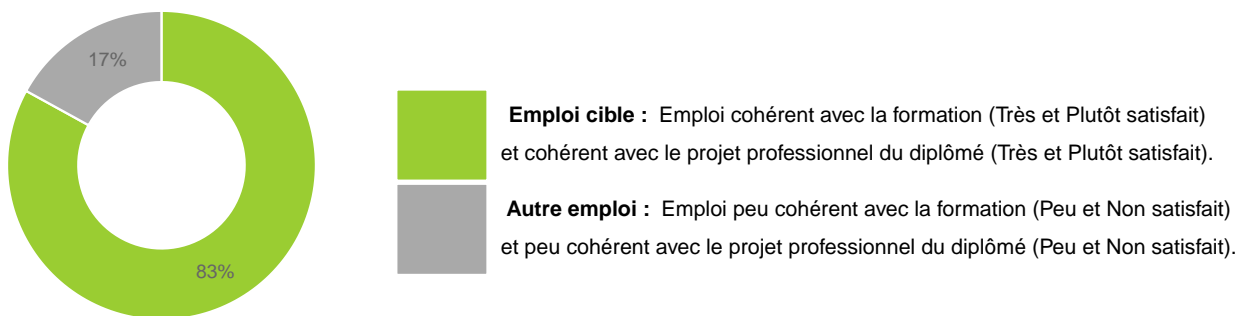 17%
83%
Emploi cible : Emploi cohérent avec la formation (Très et Plutôt satisfait)
et cohérent avec le projet professionnel du diplômé (Très et Plutôt satisfait).
Autre emploi : Emploi peu cohérent avec la formation (Peu et Non satisfait)
et peu cohérent avec le projet professionnel du diplômé (Peu et Non satisfait).